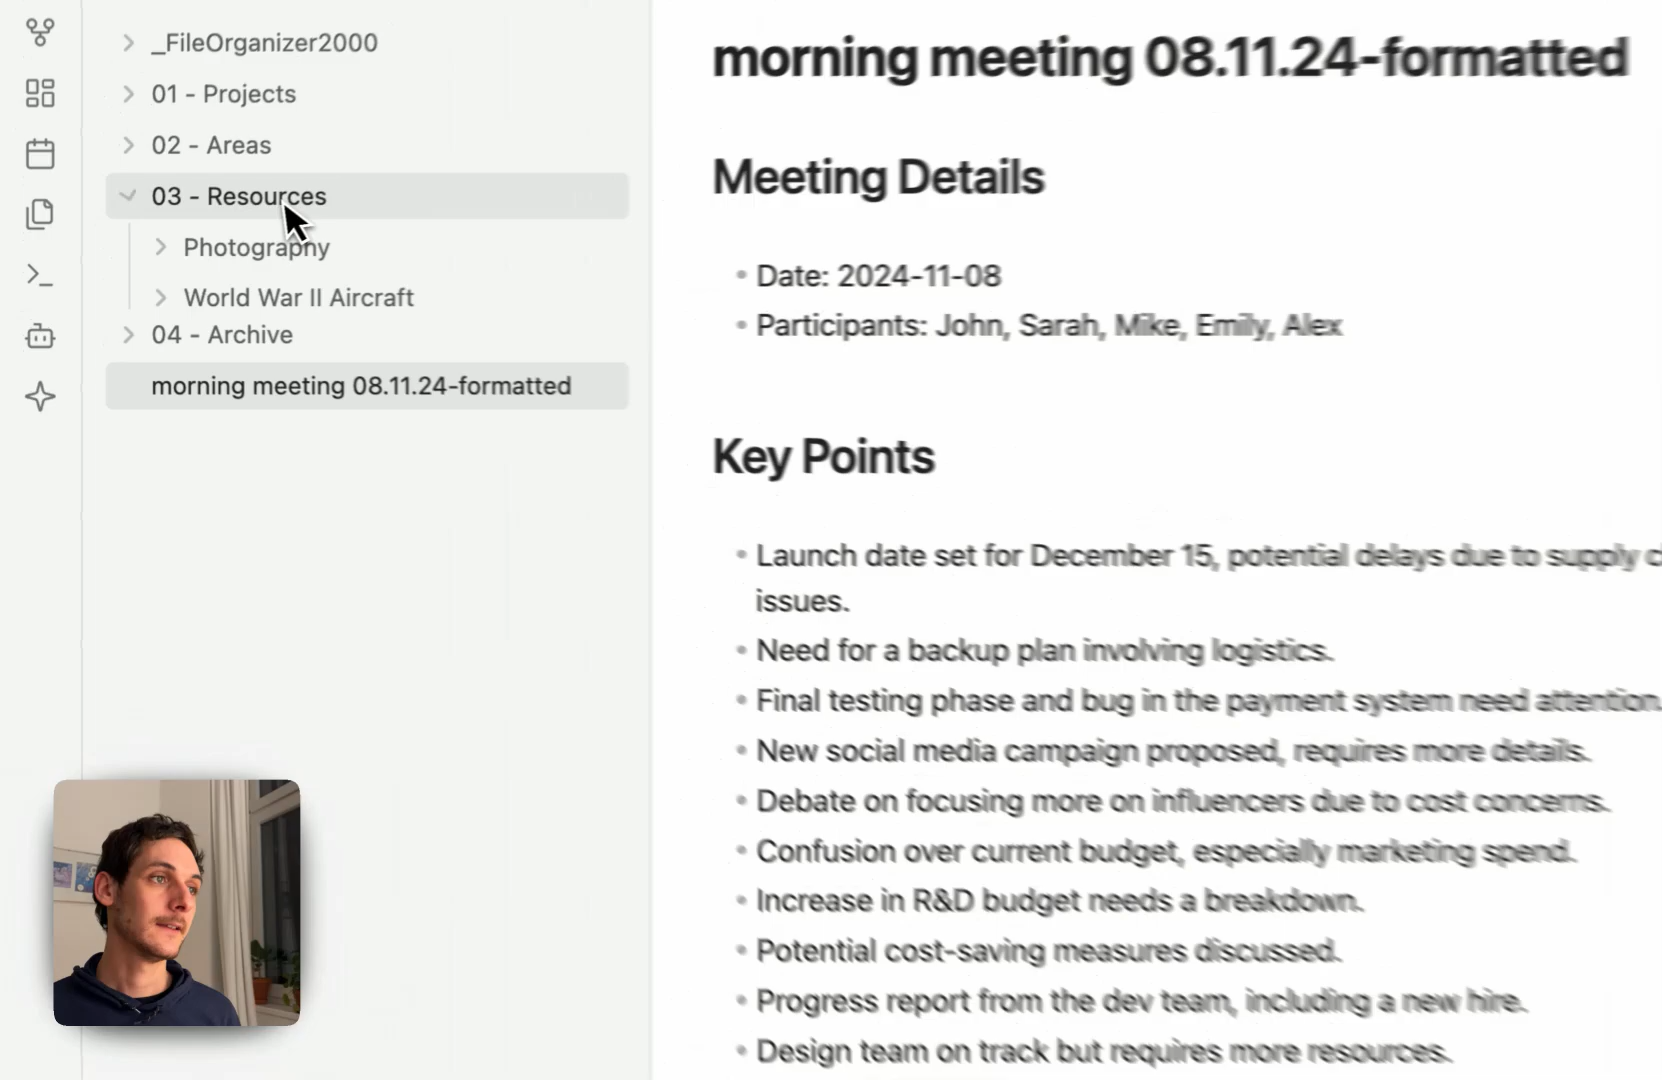 _FileOrganizer2000
01 - Projects
02 - Areas
03 - Resources
Photography
World War II Aircraft
04 - Archive
morning meeting 08.11.24-formatted
morning meeting 08.11.24-formatted
Meeting Details
Date: 2024-11-08
Participants: John, Sarah, Mike, Emily, Alex
Key Points
Launch date set for December 15, potential delays due to supply
issues.
Need for a backup plan involving logistics.
Final testing phase and bug in the payment system need attention.
New social media campaign proposed, requires more details.
Debate on focusing more on influencers due to cost concerns.
Confusion over current budget, especially marketing spend.
Increase in R&D budget needs a breakdown.
Potential cost-saving measures discussed.
Progress report from the dev team, including a new hire.
Design team on track but requires more resources.